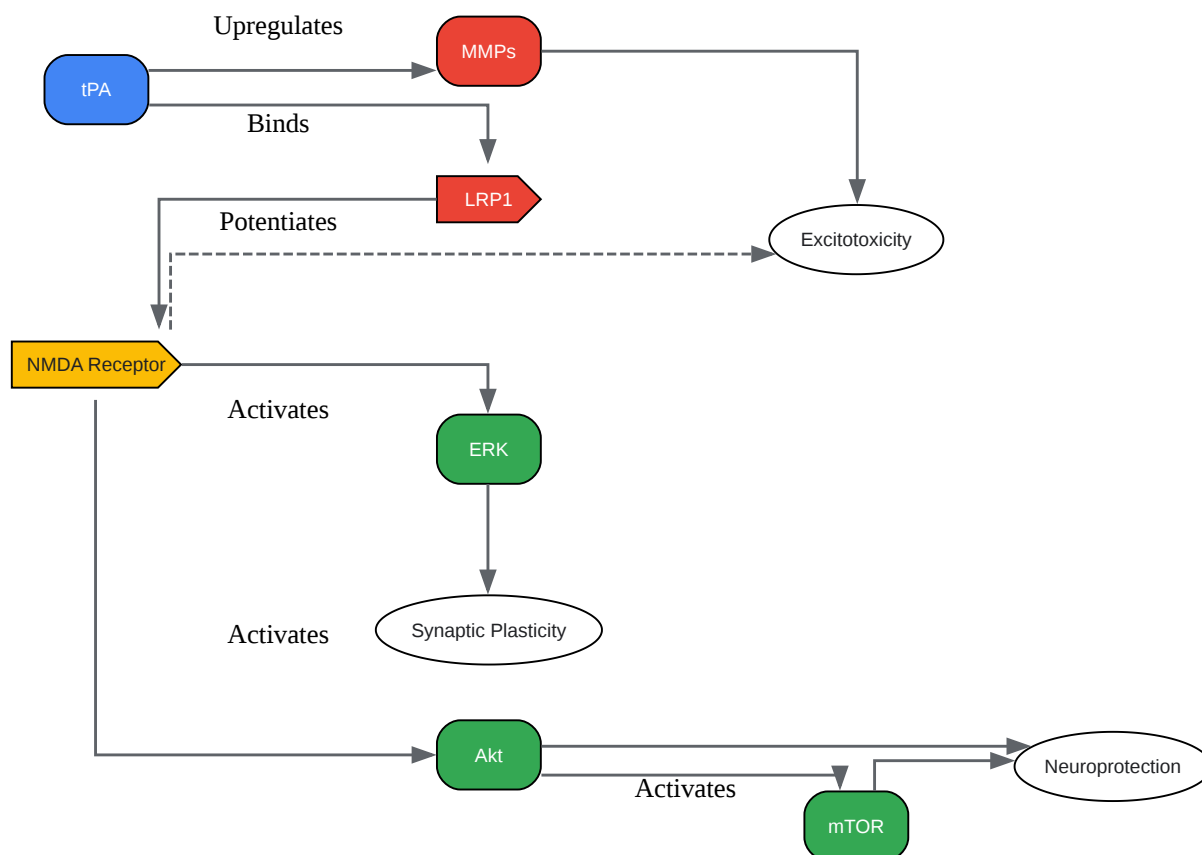 Upregulates
MMPs
tPA
Binds
LRP1
Potentiates
Excitotoxicity
NMDA Receptor
Activates
ERK
Synaptic Plasticity
Activates
Akt
Neuroprotection
Activates
mTOR